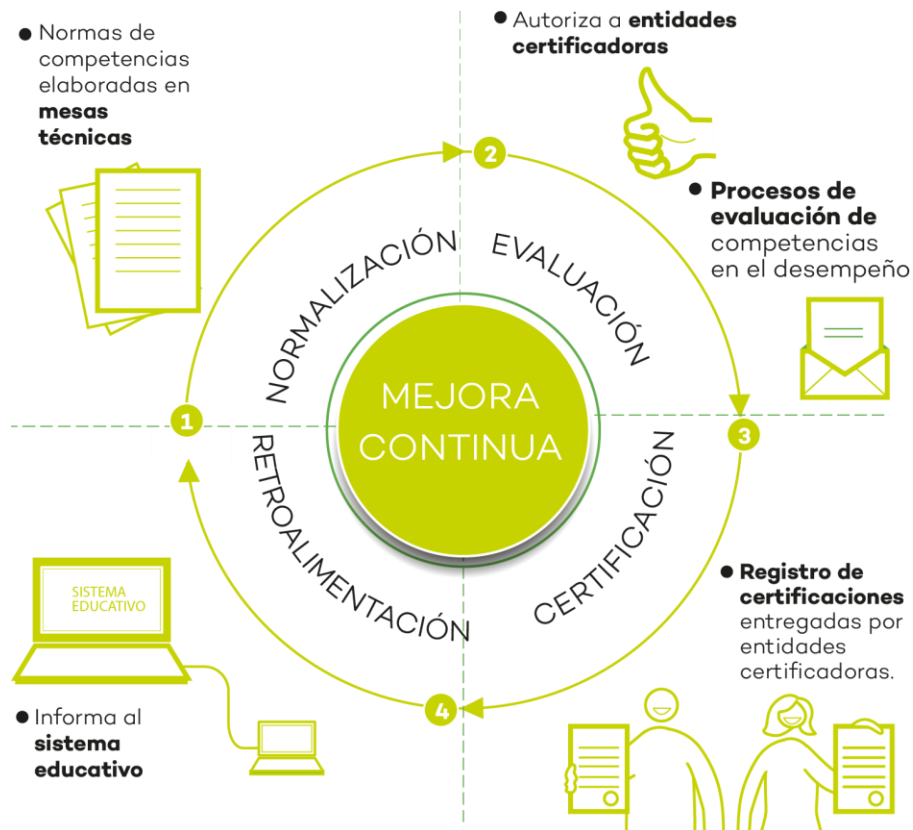 ● Normas de
competencias
elaboradas en
mesas
técnicas
● Autoriza a entidades
certificadoras
● Procesos de
evaluación de
competencias
en el desempeño
1
2
3
4
NORMALIZACIÓN
EVALUACIÓN
CERTIFICACIÓN
RETROALIMENTACIÓN
MEJORA
CONTINUA
● Registro de
certificaciones
entregadas por
entidades
certificadoras.
SISTEMA
EDUCATIVO
● Informa al
sistema
educativo